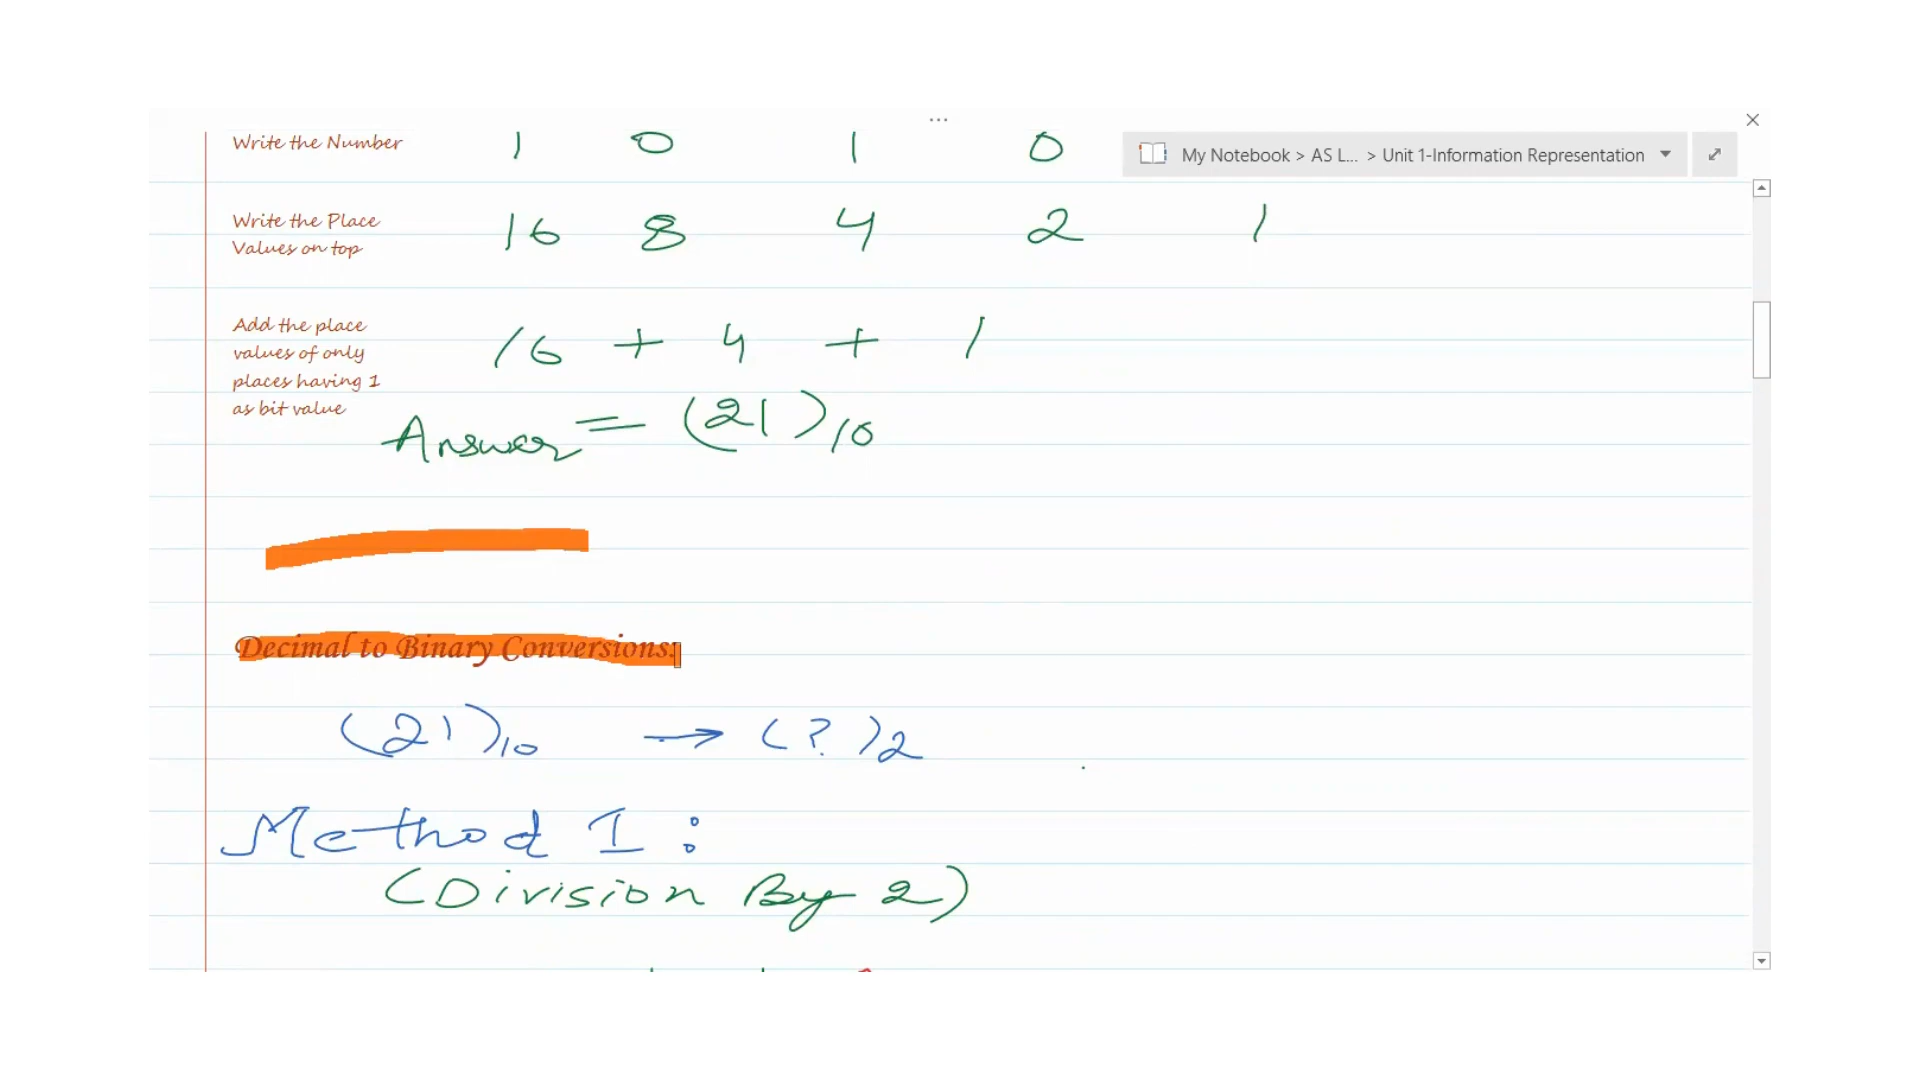 My Notebook > AS L... > Unit 1-Information Representation
Write the Number 1 0 1 0
Write the Place 16 8 4 2 1
Values on top
Add the place
values of only 16 + 4 + 1
places having 1
as bit value
Answer = (21)10
Decimal to Binary Conversions:
(21)10 → (?)2
Method 1:
(Division By 2)